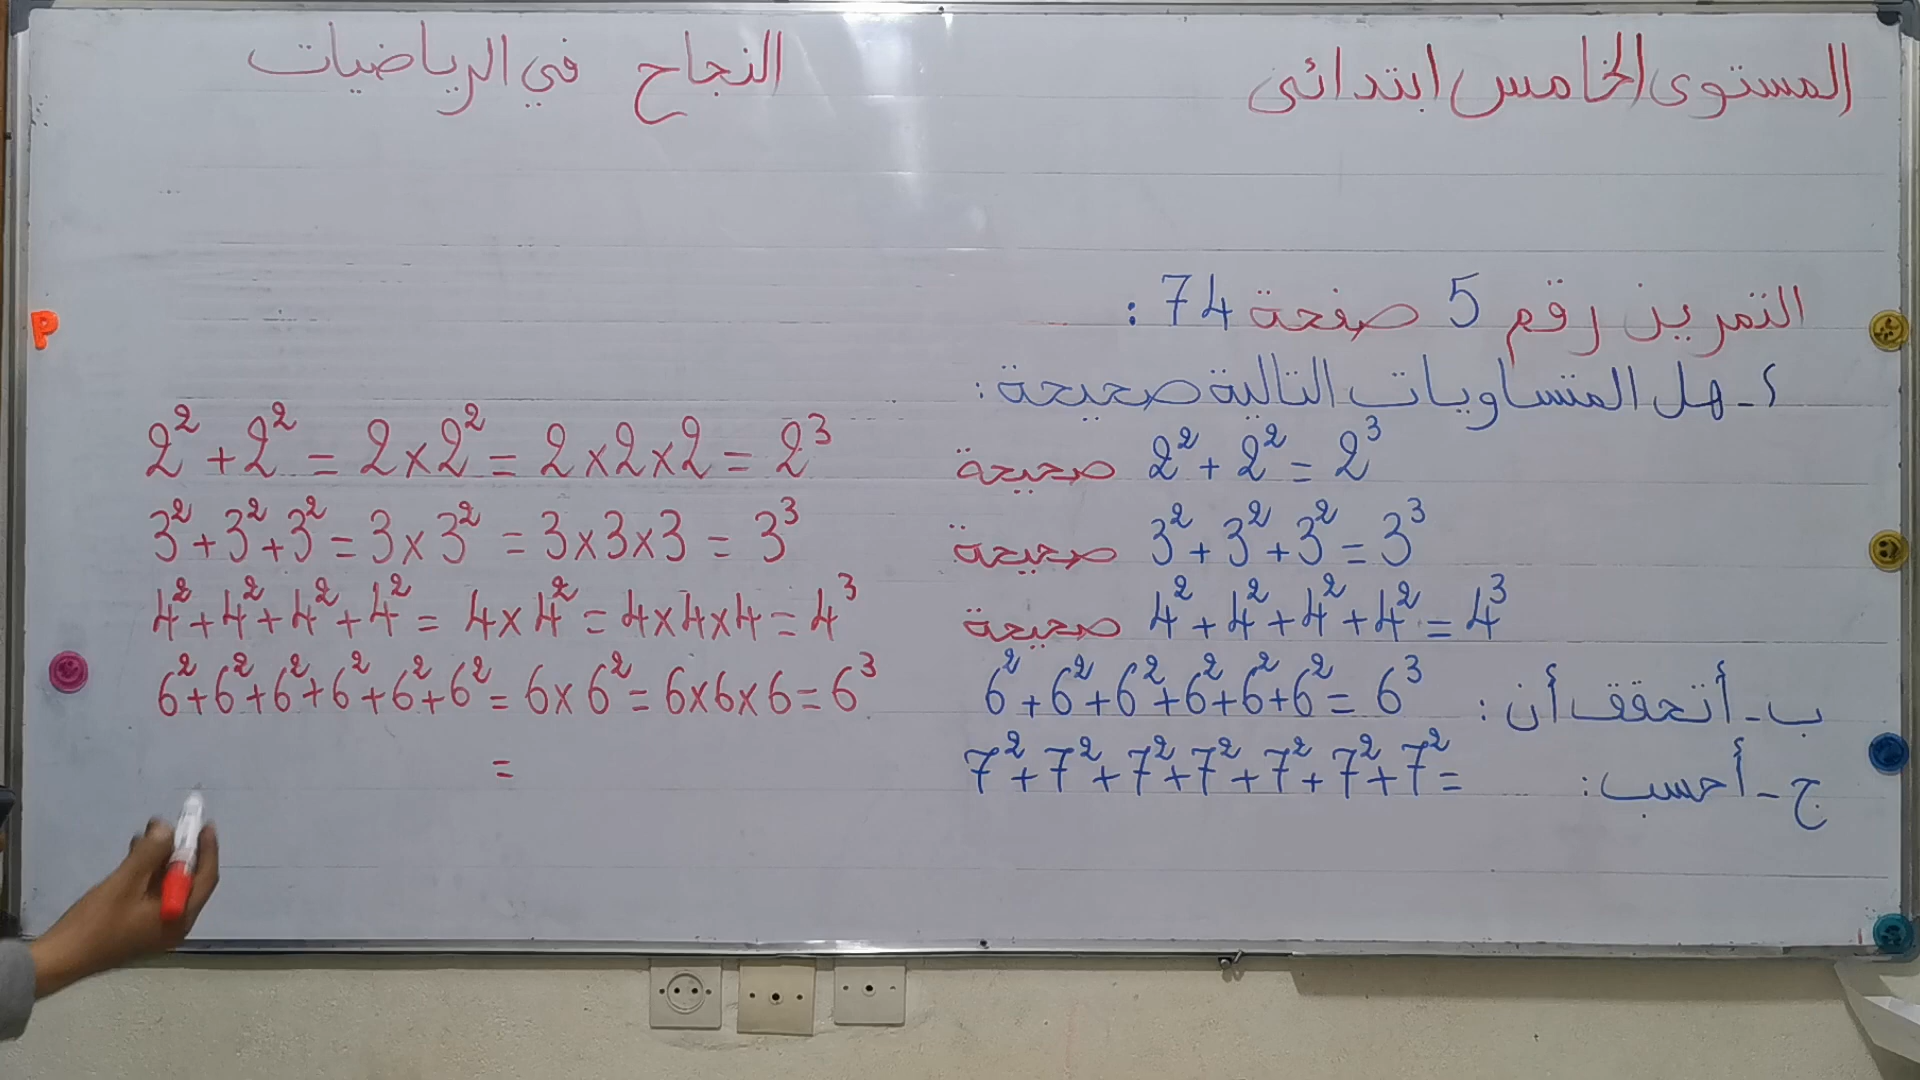 المستوى الخامس ابتدائي
النجاح في الرياضيات
التمرين رقم 5 صفحة 74 :
أ - هل المتساويات التالية صحيحة :
2² + 2² = 2³ صحيحة
3² + 3² + 3² = 3³ صحيحة
4² + 4² + 4² + 4² = 4³ صحيحة
ب - أتحقق أن : 6² + 6² + 6² + 6² + 6² + 6² = 6³
ج - أحسب : 7² + 7² + 7² + 7² + 7² + 7² + 7² =
2² + 2² = 2 × 2² = 2 × 2 × 2 = 2³
3² + 3² + 3² = 3 × 3² = 3 × 3 × 3 = 3³
4² + 4² + 4² + 4² = 4 × 4² = 4 × 4 × 4 = 4³
6² + 6² + 6² + 6² + 6² + 6² = 6 × 6² = 6 × 6 × 6 = 6³
=
P